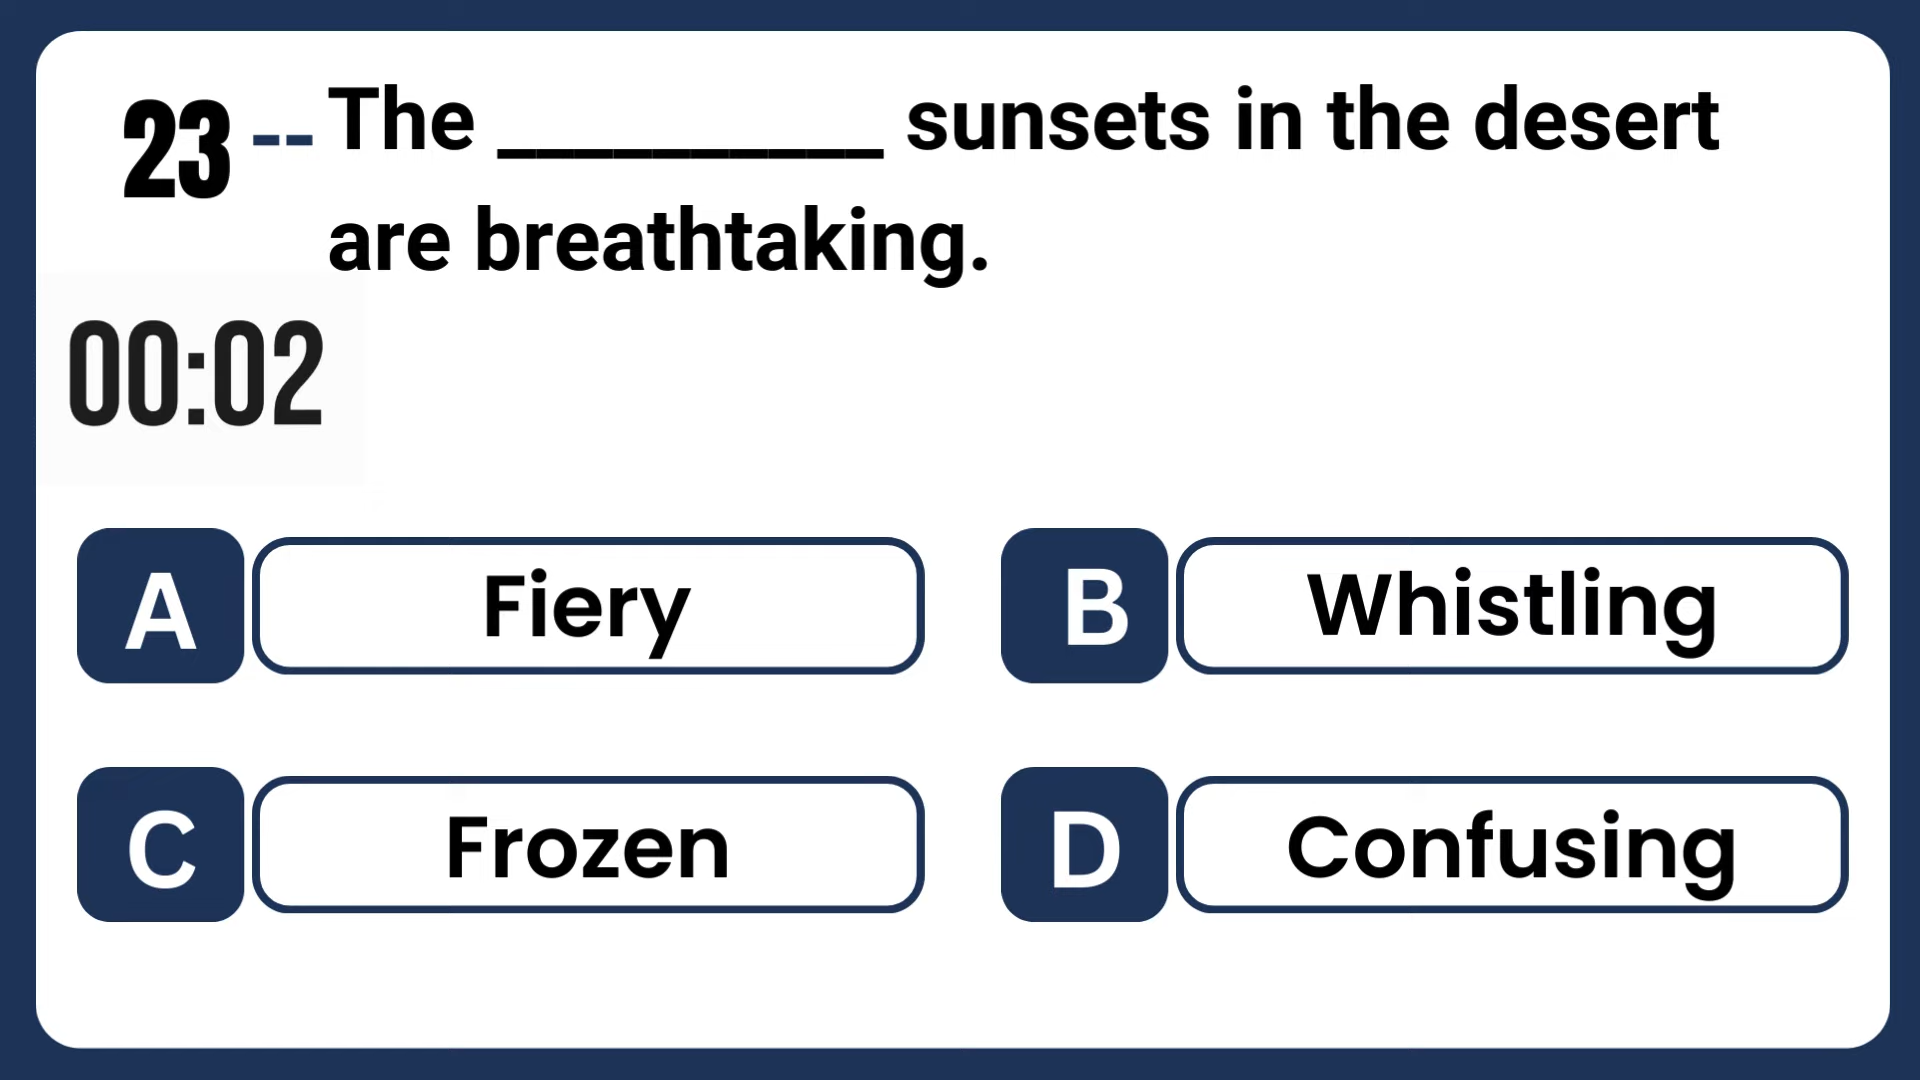 23 -- The __________ sunsets in the desert
are breathtaking.
00:02
A Fiery
B Whistling
C Frozen
D Confusing